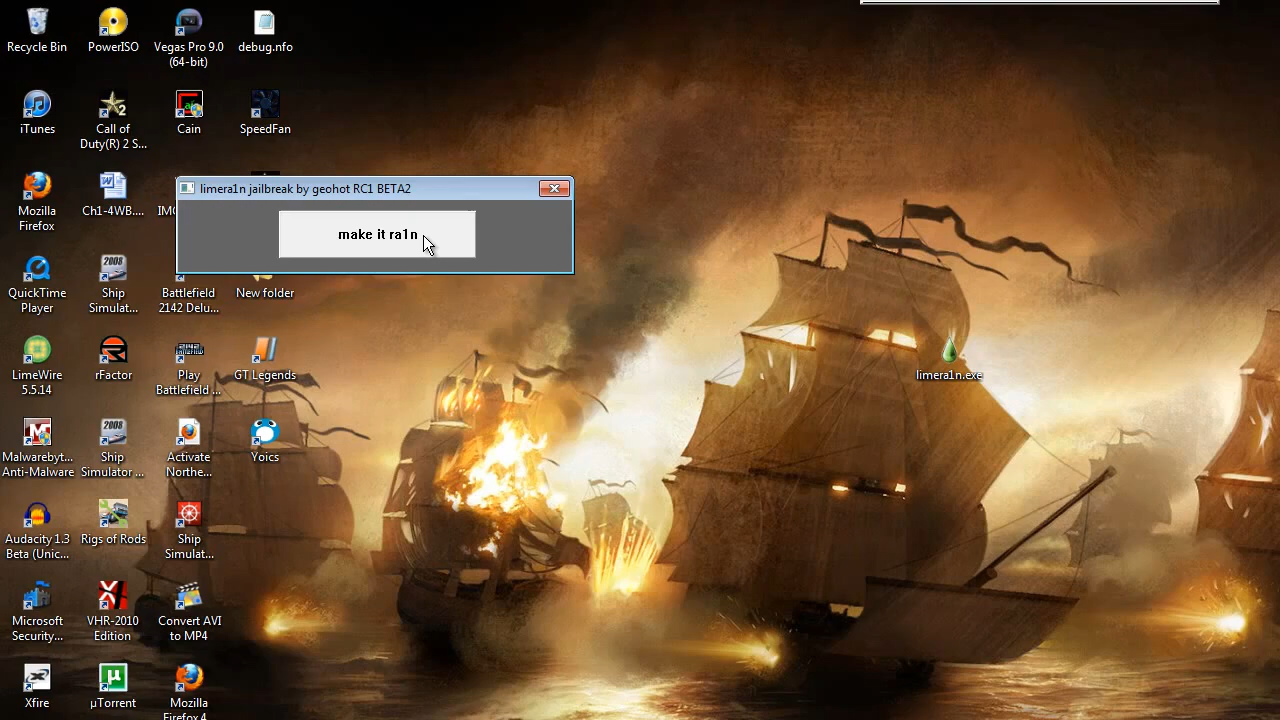 Recycle Bin
PowerISO
Vegas Pro 9.0
(64-bit)
debug.nfo
iTunes
Call of
Duty(R) 2 S...
Cain
SpeedFan
Mozilla
Firefox
Ch1-4WB....
limera1n jailbreak by geohot RC1 BETA2
make it ra1n
QuickTime
Player
Ship
Simulat...
Battlefield
2142 Delu...
New folder
LimeWire
5.5.14
rFactor
Play
Battlefield ...
GT Legends
limera1n.exe
Malwarebyt...
Anti-Malware
Ship
Simulator ...
Activate
Northe...
Yoics
Audacity 1.3
Beta (Unic...
Rigs of Rods
Ship
Simulat...
Microsoft
Security...
VHR-2010
Edition
Convert AVI
to MP4
Xfire
µTorrent
Mozilla
Firefox 4